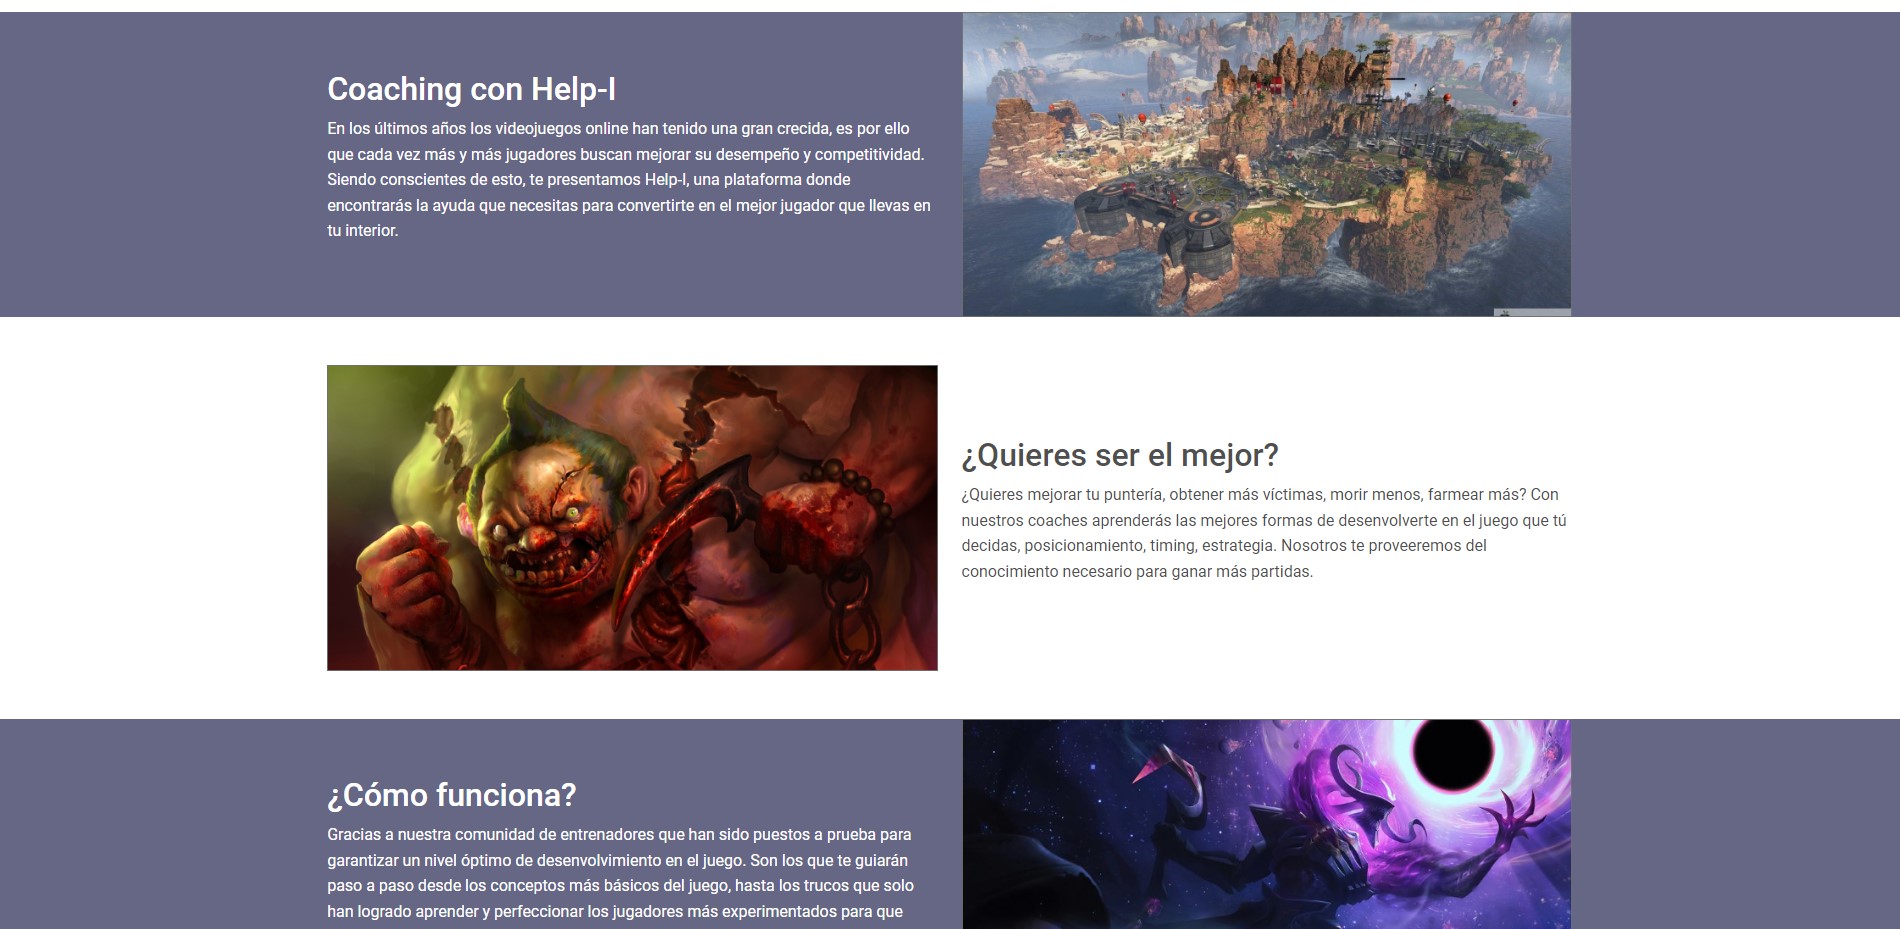 Coaching con Help-I
En los últimos años los videojuegos online han tenido una gran crecida, es por ello
que cada vez más y más jugadores buscan mejorar su desempeño y competitividad.
Siendo conscientes de esto, te presentamos Help-I, una plataforma donde
encontrarás la ayuda que necesitas para convertirte en el mejor jugador que llevas en
tu interior.
¿Quieres ser el mejor?
¿Quieres mejorar tu puntería, obtener más víctimas, morir menos, farmear más? Con
nuestros coaches aprenderás las mejores formas de desenvolverte en el juego que tú
decidas, posicionamiento, timing, estrategia. Nosotros te proveeremos del
conocimiento necesario para ganar más partidas.
¿Cómo funciona?
Gracias a nuestra comunidad de entrenadores que han sido puestos a prueba para
garantizar un nivel óptimo de desenvolvimiento en el juego. Son los que te guiarán
paso a paso desde los conceptos más básicos del juego, hasta los trucos que solo
han logrado aprender y perfeccionar los jugadores más experimentados para que